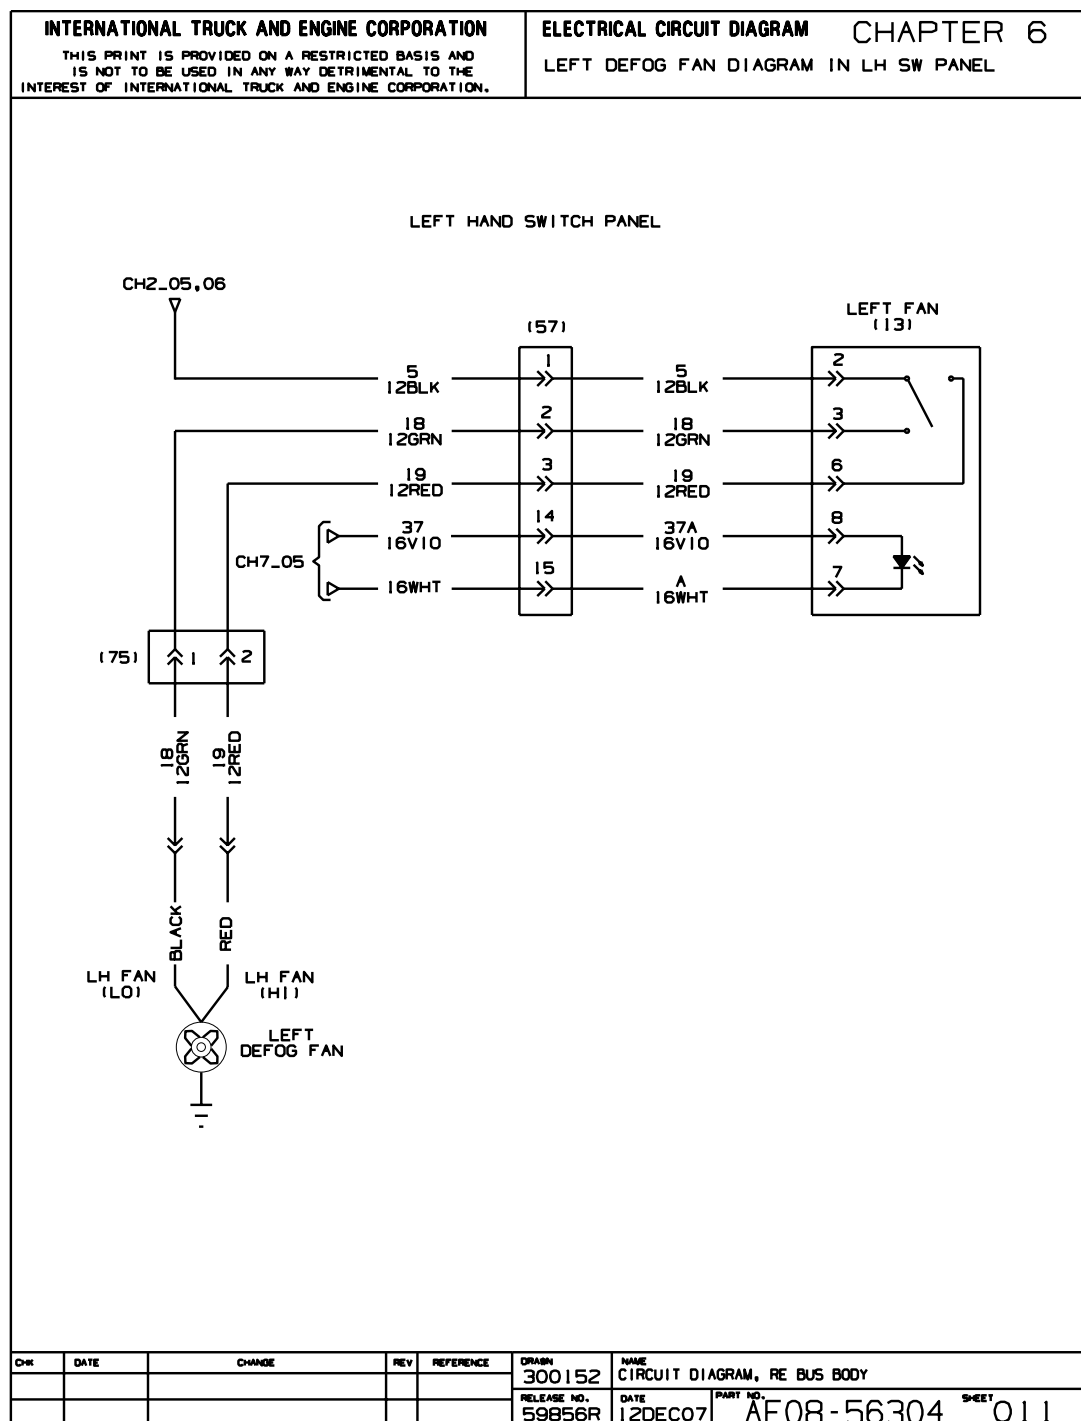 INTERNATIONAL TRUCK AND ENGINE CORPORATION
THIS PRINT IS PROVIDED ON A RESTRICTED BASIS AND
IS NOT TO BE USED IN ANY WAY DETRIMENTAL TO THE
INTEREST OF INTERNATIONAL TRUCK AND ENGINE CORPORATION.
ELECTRICAL CIRCUIT DIAGRAM CHAPTER 6
LEFT DEFOG FAN DIAGRAM IN LH SW PANEL
LEFT HAND SWITCH PANEL
CH2_05,06
(57)
LEFT FAN
(13)
5
12BLK
1
5
12BLK
2
18
12GRN
2
18
12GRN
3
19
12RED
3
19
12RED
6
CH7_05
37
16VIO
14
37A
16VIO
8
16WHT
15
A
16WHT
7
(75)
1
2
18
12GRN
19
12RED
BLACK
RED
LH FAN
(LO)
LH FAN
(HI)
LEFT
DEFOG FAN
CHK
DATE
CHANGE
REV
REFERENCE
DRAWN
300152
NAME
CIRCUIT DIAGRAM, RE BUS BODY
RELEASE NO.
59856R
DATE
12DEC07
PART NO.
AE08-56304
SHEET
011